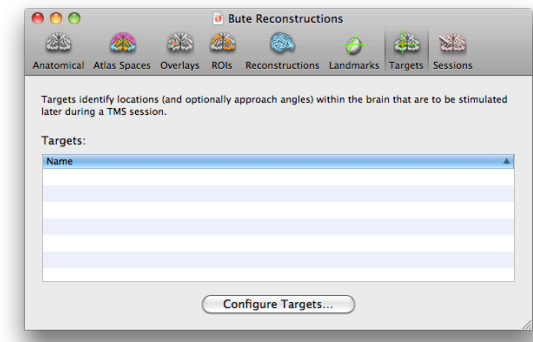 Bute Reconstructions
Anatomical Atlas Spaces Overlays ROIs Reconstructions Landmarks Targets Sessions
Targets identify locations (and optionally approach angles) within the brain that are to be stimulated
later during a TMS session.
Targets:
Name
Configure Targets...